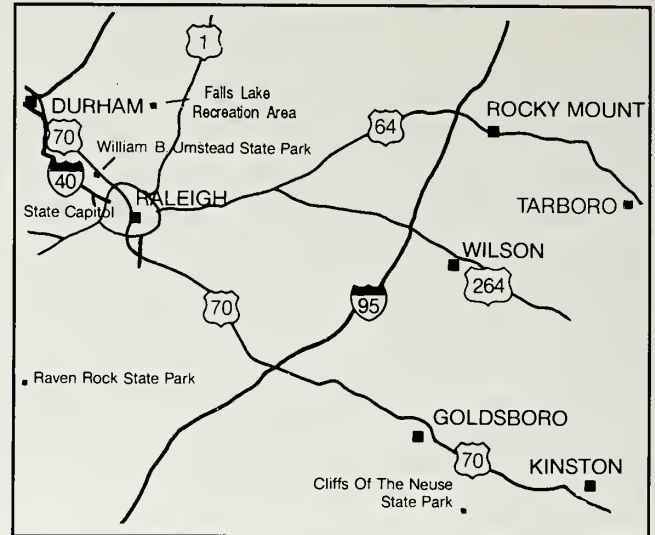 1
DURHAM
Falls Lake
Recreation Area
70
64
ROCKY MOUNT
William B. Umstead State Park
40
RALEIGH
State Capitol
TARBORO
WILSON
264
70
95
Raven Rock State Park
GOLDSBORO
70
KINSTON
Cliffs Of The Neuse
State Park